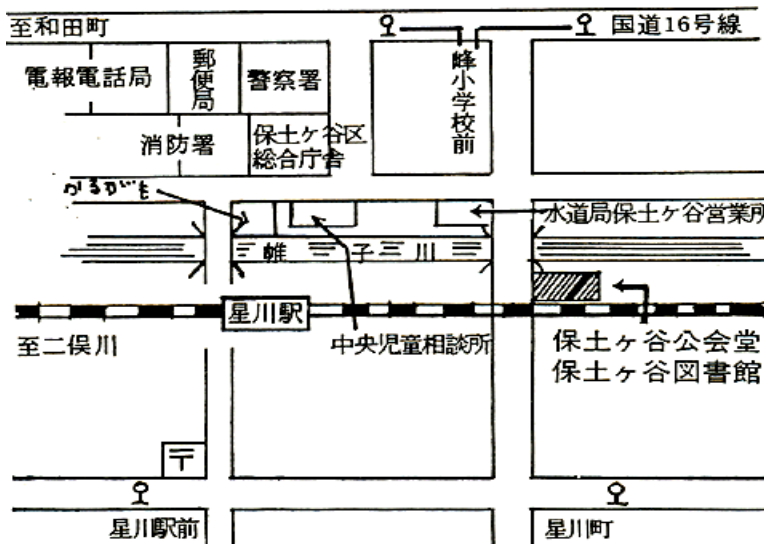 至和田町
国道16号線
電報電話局
郵便局
警察署
峰小学校前
消防署
保土ヶ谷区
総合庁舎
かるがも
水道局保土ヶ谷営業所
帷子川
星川駅
至二俣川
中央児童相談所
保土ヶ谷公会堂
保土ヶ谷図書館
〒
星川駅前
星川町